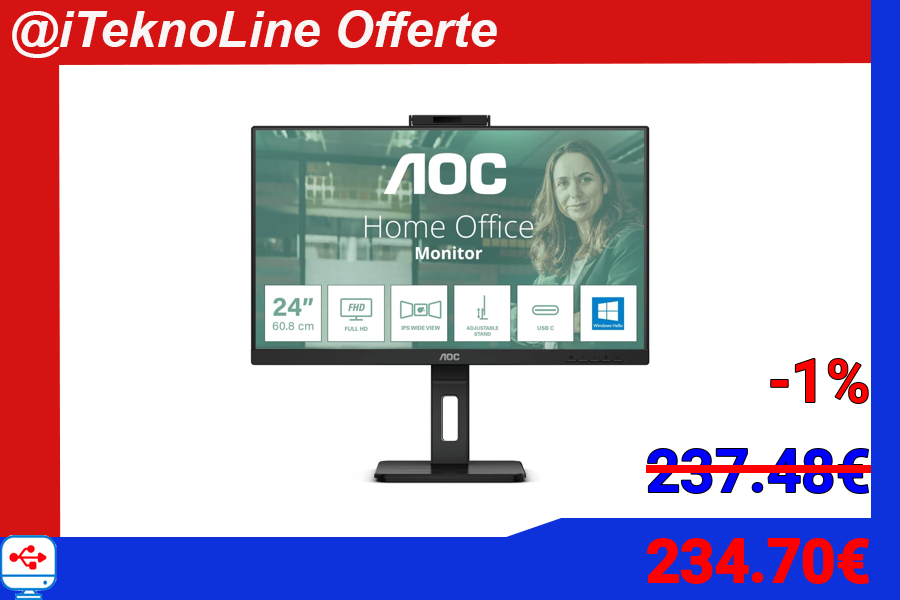 @iTeknoLine Offerte
AOC
Home Office
Monitor
24”
60.8 cm
FHD
FULL HD
IPS WIDE VIEW
ADJUSTABLE
STAND
USB C
Windows Hello
AOC
-1%
237.48€
234.70€